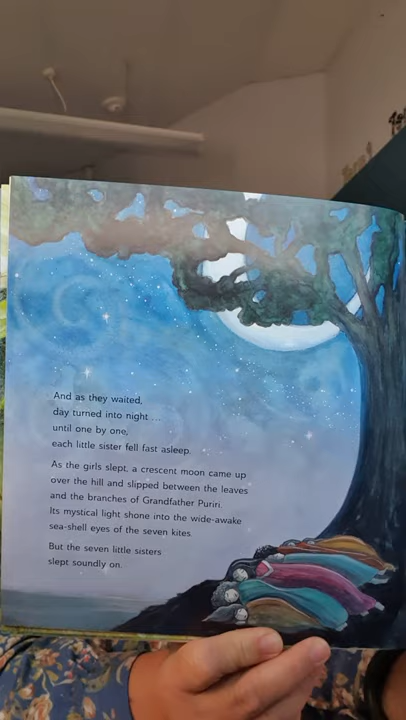 And as they waited,
day turned into night ...
until one by one,
each little sister fell fast asleep.
As the girls slept, a crescent moon came up
over the hill and slipped between the leaves
and the branches of Grandfather Pūriri.
Its mystical light shone into the wide-awake
sea-shell eyes of the seven kites.
But the seven little sisters
slept soundly on.